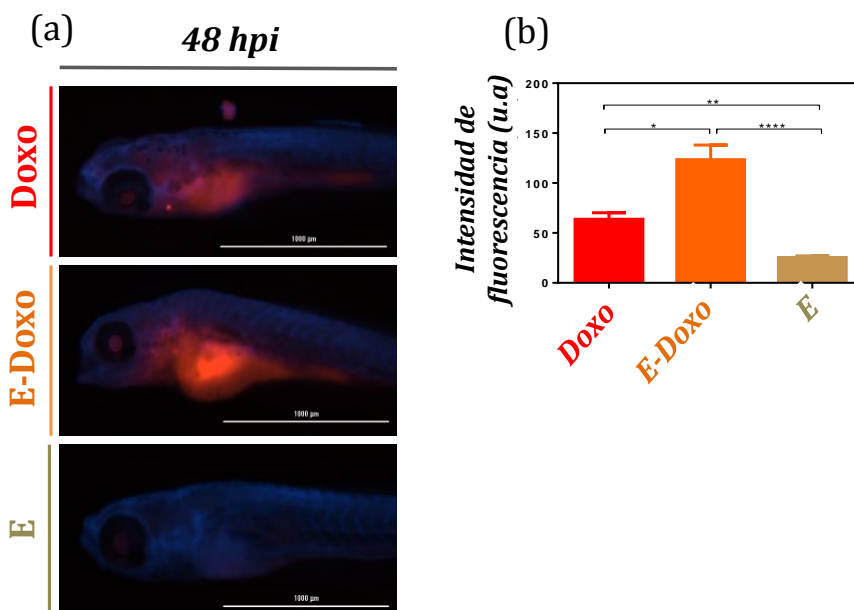 (a)
48 hpi
Doxo
1000 µm
E-Doxo
1000 µm
E
1000 µm
(b)
Intensidad de
fluorescencia (u.a)
200
150
100
50
0
**
*
****
Doxo
E-Doxo
E